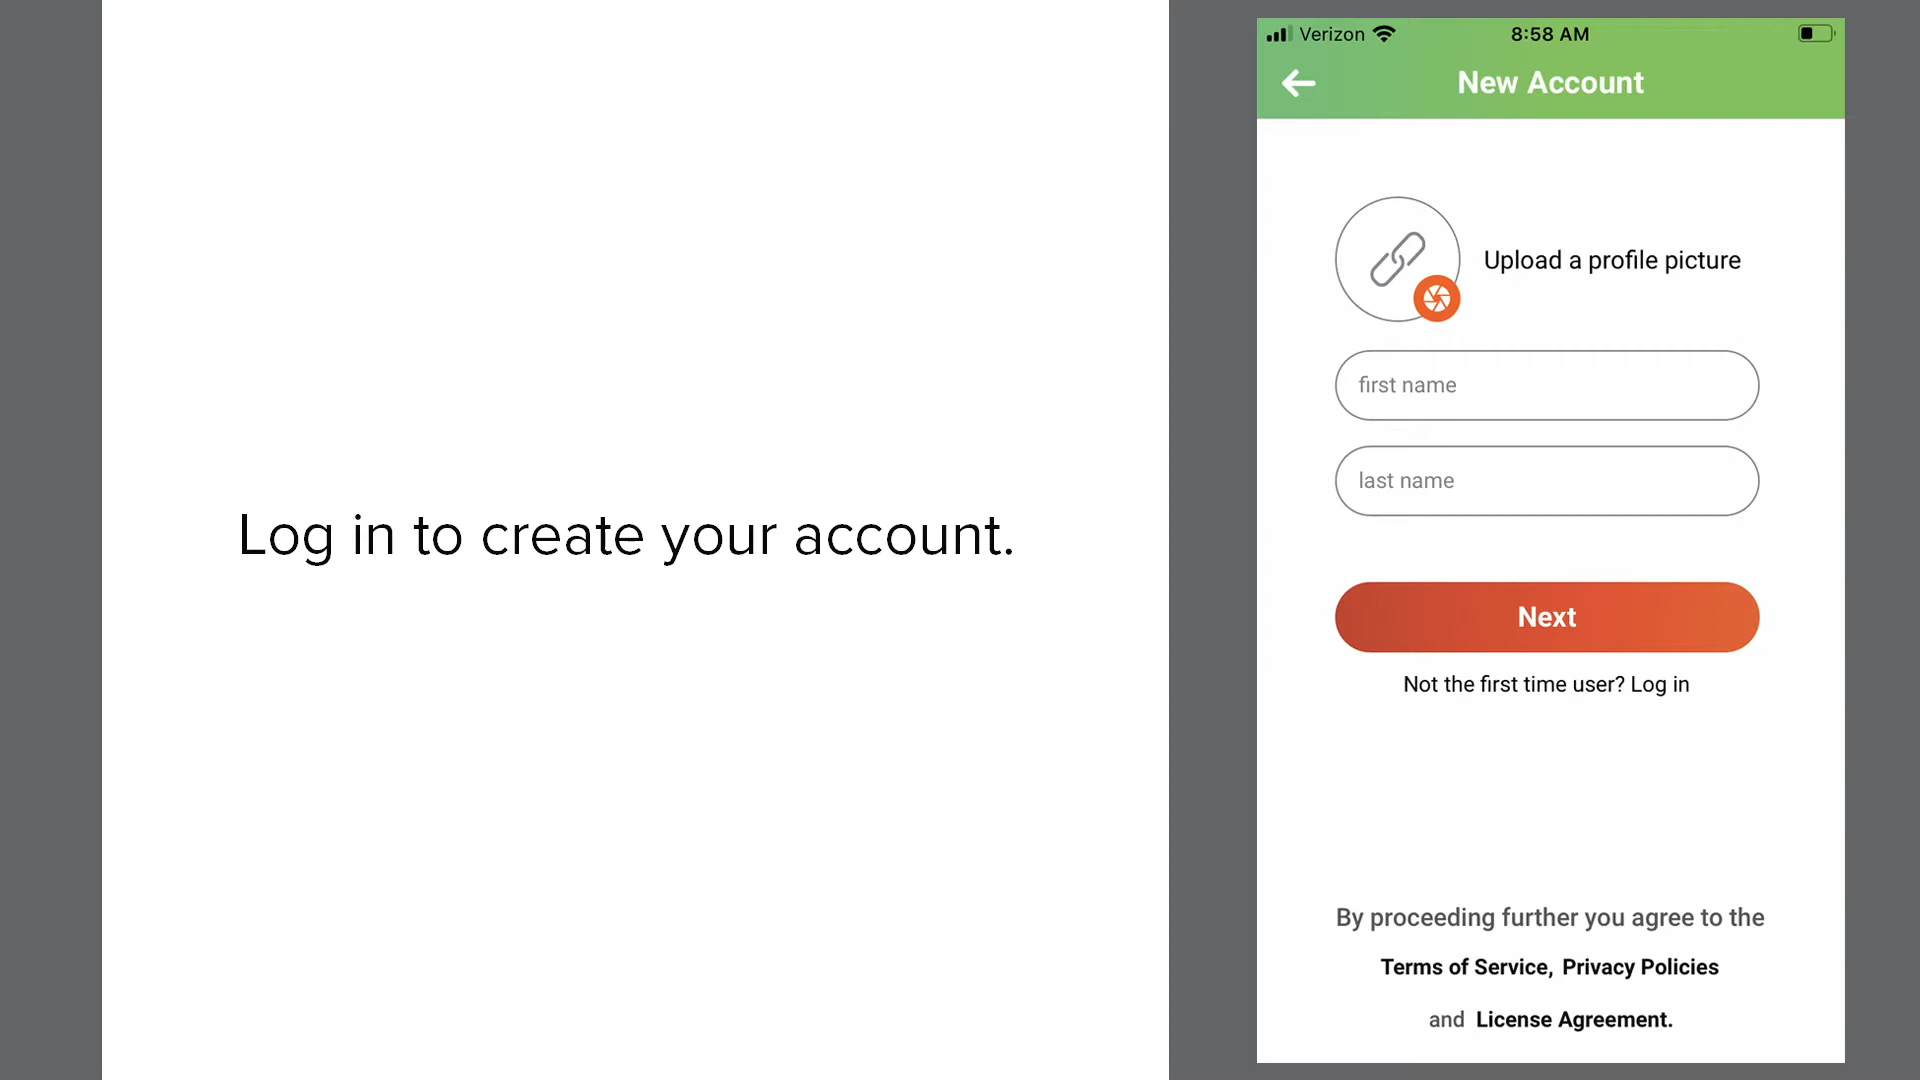 Log in to create your account.
Verizon 8:58 AM
New Account
Upload a profile picture
first name
last name
Next
Not the first time user? Log in
By proceeding further you agree to the
Terms of Service, Privacy Policies
and License Agreement.